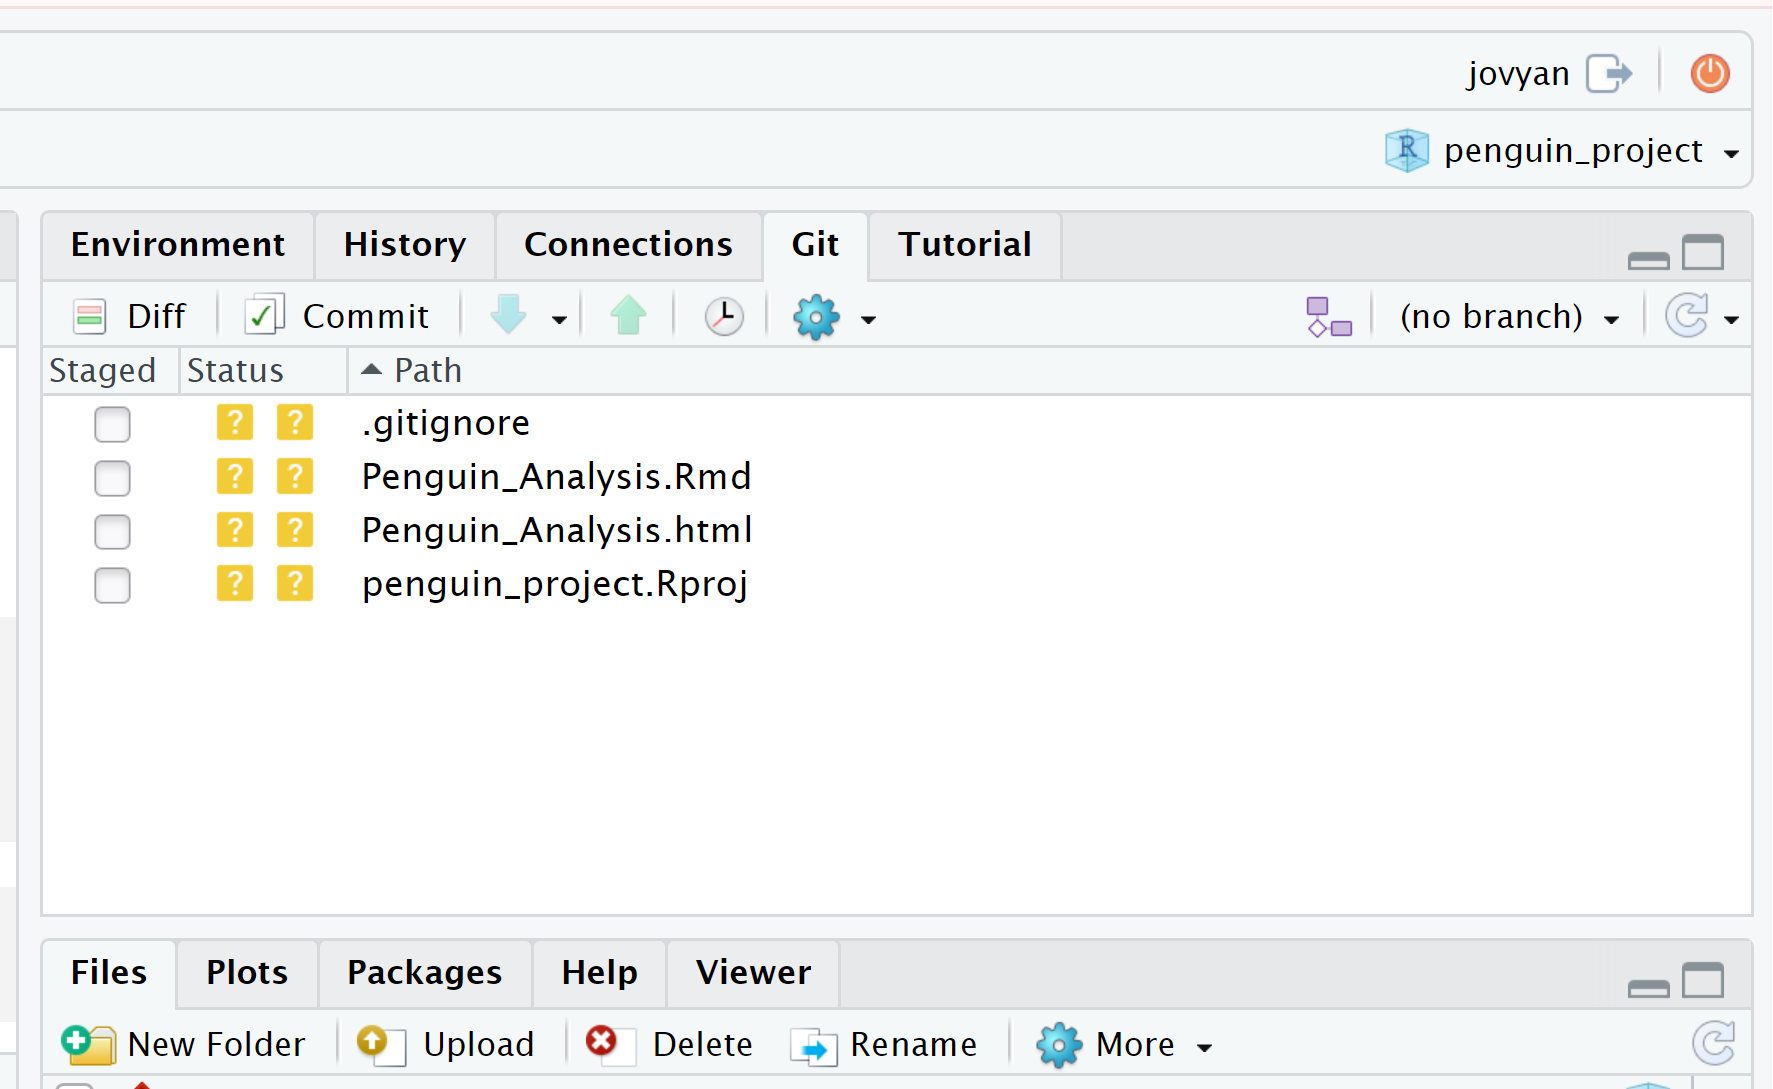 jovyan
R penguin_project
Environment History Connections Git Tutorial
Diff Commit (no branch)
Staged Status Path
? ? .gitignore
? ? Penguin_Analysis.Rmd
? ? Penguin_Analysis.html
? ? penguin_project.Rproj
Files Plots Packages Help Viewer
New Folder Upload Delete Rename More